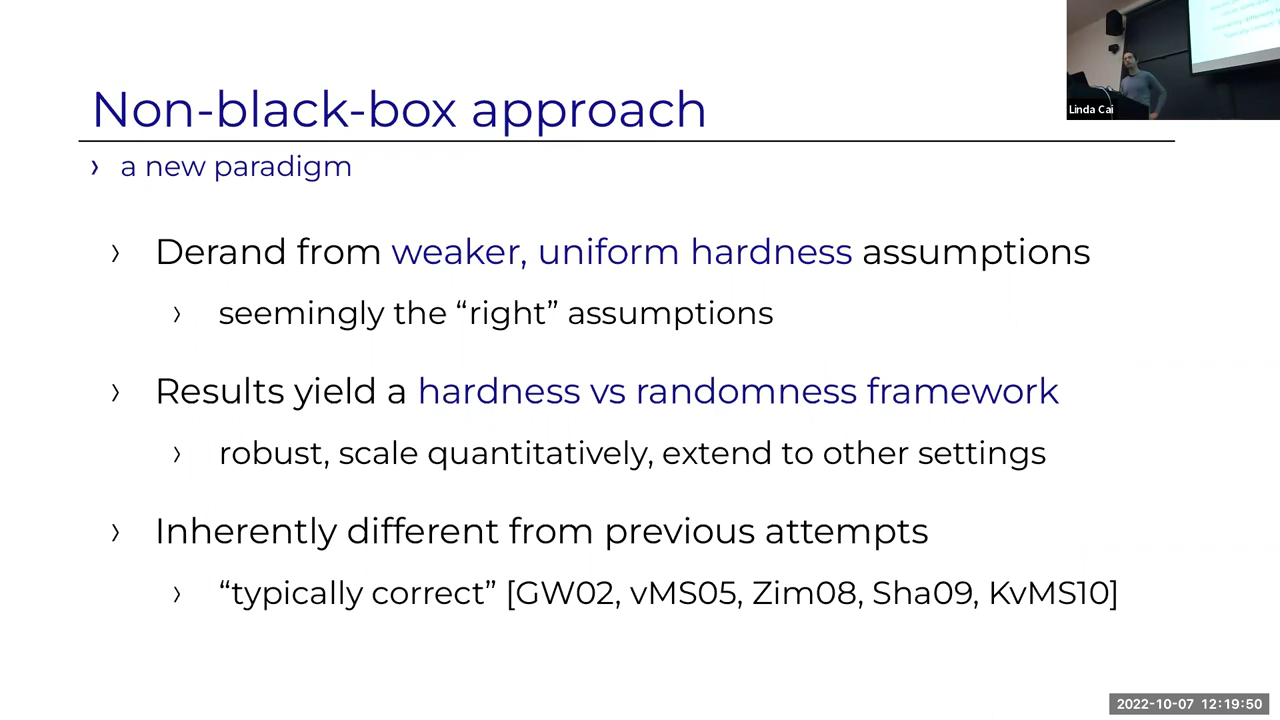 Non-black-box approach
› a new paradigm
› Derand from weaker, uniform hardness assumptions
› seemingly the “right” assumptions
› Results yield a hardness vs randomness framework
› robust, scale quantitatively, extend to other settings
› Inherently different from previous attempts
› “typically correct” [GW02, vMS05, Zim08, Sha09, KvMS10]
Linda Cai
2022-10-07 12:19:50